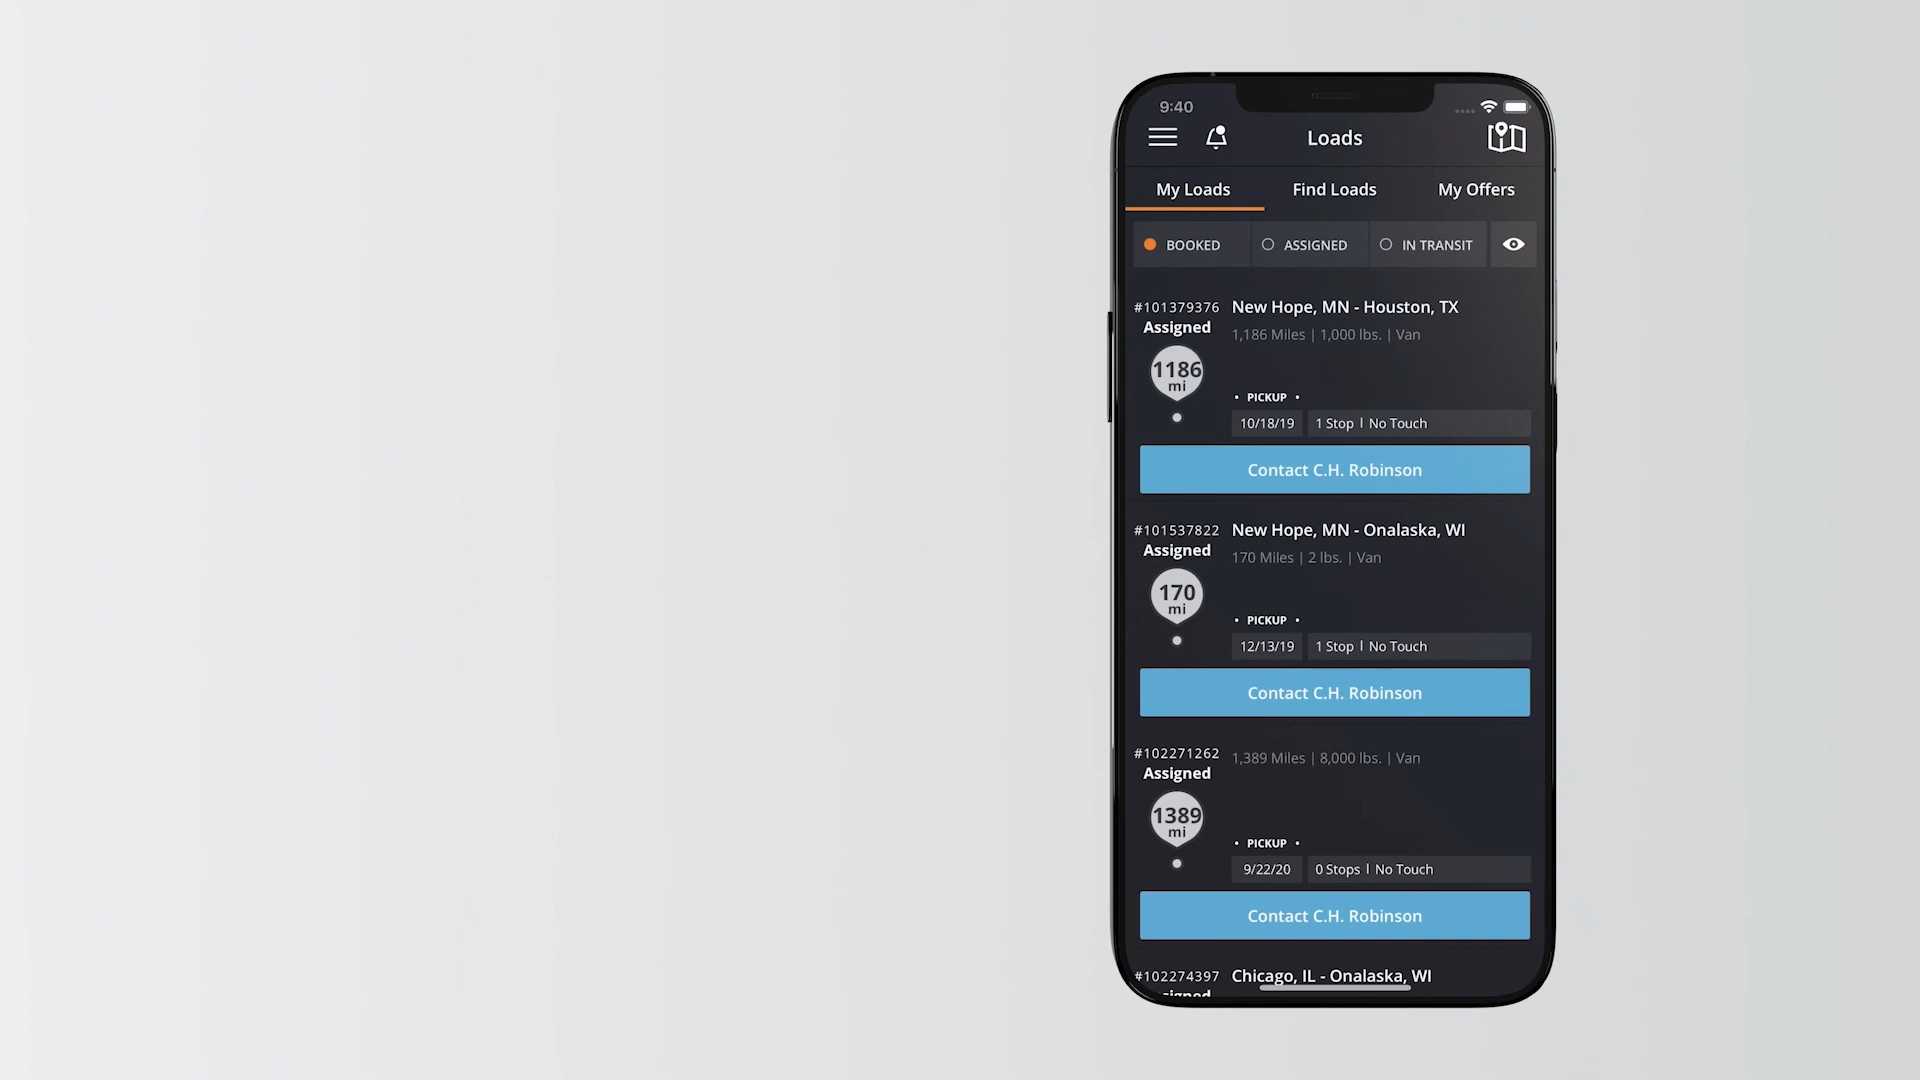 9:40
Loads
My Loads Find Loads My Offers
BOOKED ASSIGNED IN TRANSIT
#101379376 New Hope, MN - Houston, TX
Assigned 1,186 Miles | 1,000 lbs. | Van
1186
mi
• PICKUP •
10/18/19 1 Stop | No Touch
Contact C.H. Robinson
#101537822 New Hope, MN - Onalaska, WI
Assigned 170 Miles | 2 lbs. | Van
170
mi
• PICKUP •
12/13/19 1 Stop | No Touch
Contact C.H. Robinson
#102271262 1,389 Miles | 8,000 lbs. | Van
Assigned
1389
mi
• PICKUP •
9/22/20 0 Stops | No Touch
Contact C.H. Robinson
#102274397 Chicago, IL - Onalaska, WI